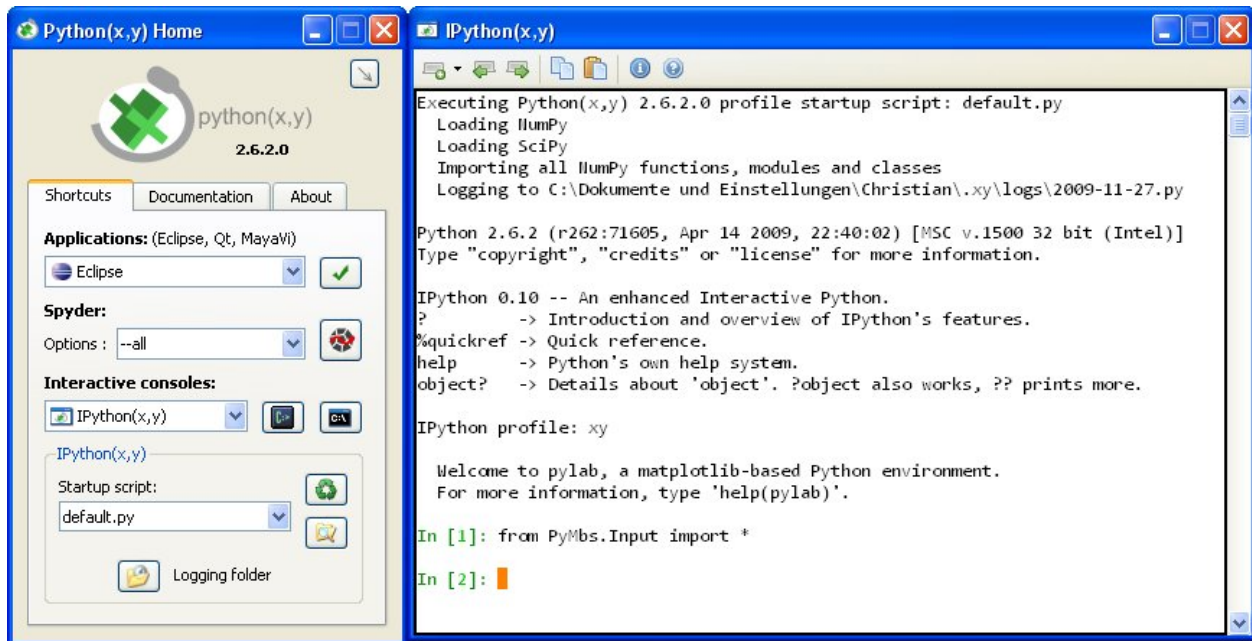 Python(x,y) Home
python(x,y)
2.6.2.0
Shortcuts
Documentation
About
Applications: (Eclipse, Qt, MayaVi)
Eclipse
Spyder:
Options : --all
Interactive consoles:
IPython(x,y)
IPython(x,y)
Startup script:
default.py
Logging folder
IPython(x,y)
Executing Python(x,y) 2.6.2.0 profile startup script: default.py
Loading NumPy
Loading SciPy
Importing all NumPy functions, modules and classes
Logging to C:\Dokumente und Einstellungen\Christian\.xy\logs\2009-11-27.py
Python 2.6.2 (r262:71605, Apr 14 2009, 22:40:02) [MSC v.1500 32 bit (Intel)]
Type "copyright", "credits" or "license" for more information.
IPython 0.10 -- An enhanced Interactive Python.
? -> Introduction and overview of IPython's features.
%quickref -> Quick reference.
help -> Python's own help system.
object? -> Details about 'object'. ?object also works, ?? prints more.
IPython profile: xy
Welcome to pylab, a matplotlib-based Python environment.
For more information, type 'help(pylab)'.
In [1]: from PyMbs.Input import *
In [2]: